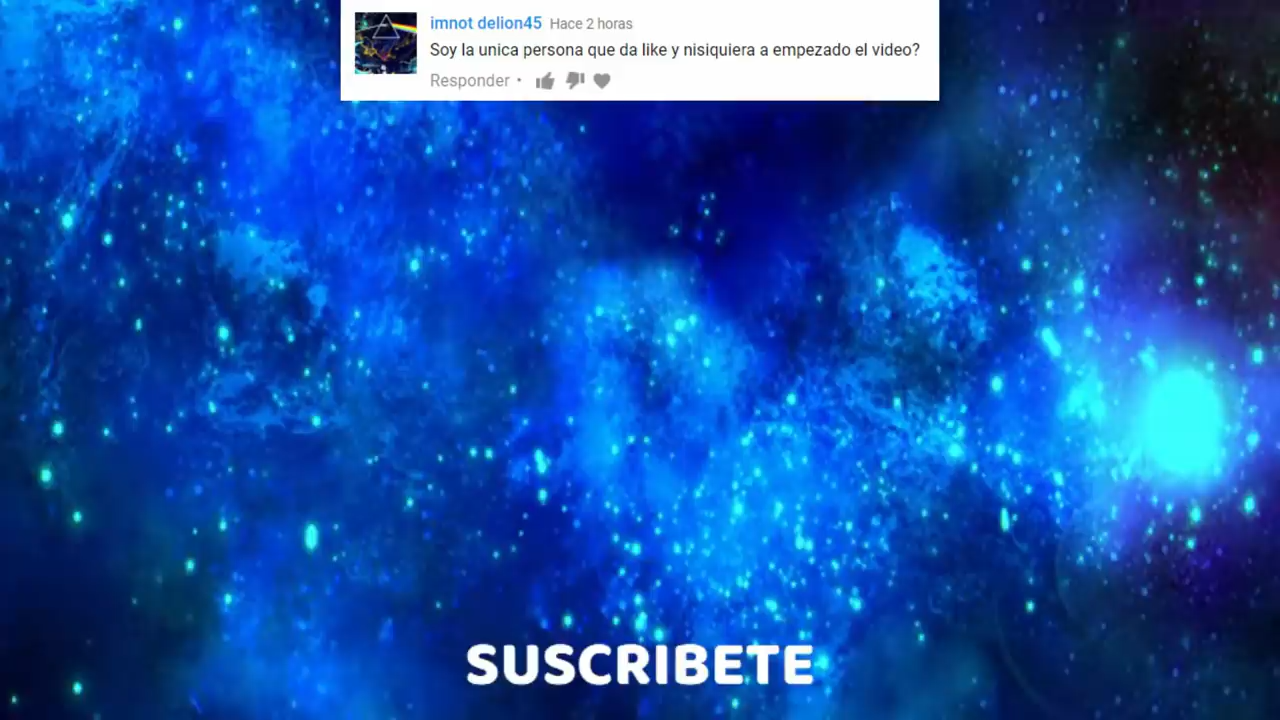 imnot delion45 Hace 2 horas
Soy la unica persona que da like y nisiquiera a empezado el video?
Responder •
SUSCRIBETE